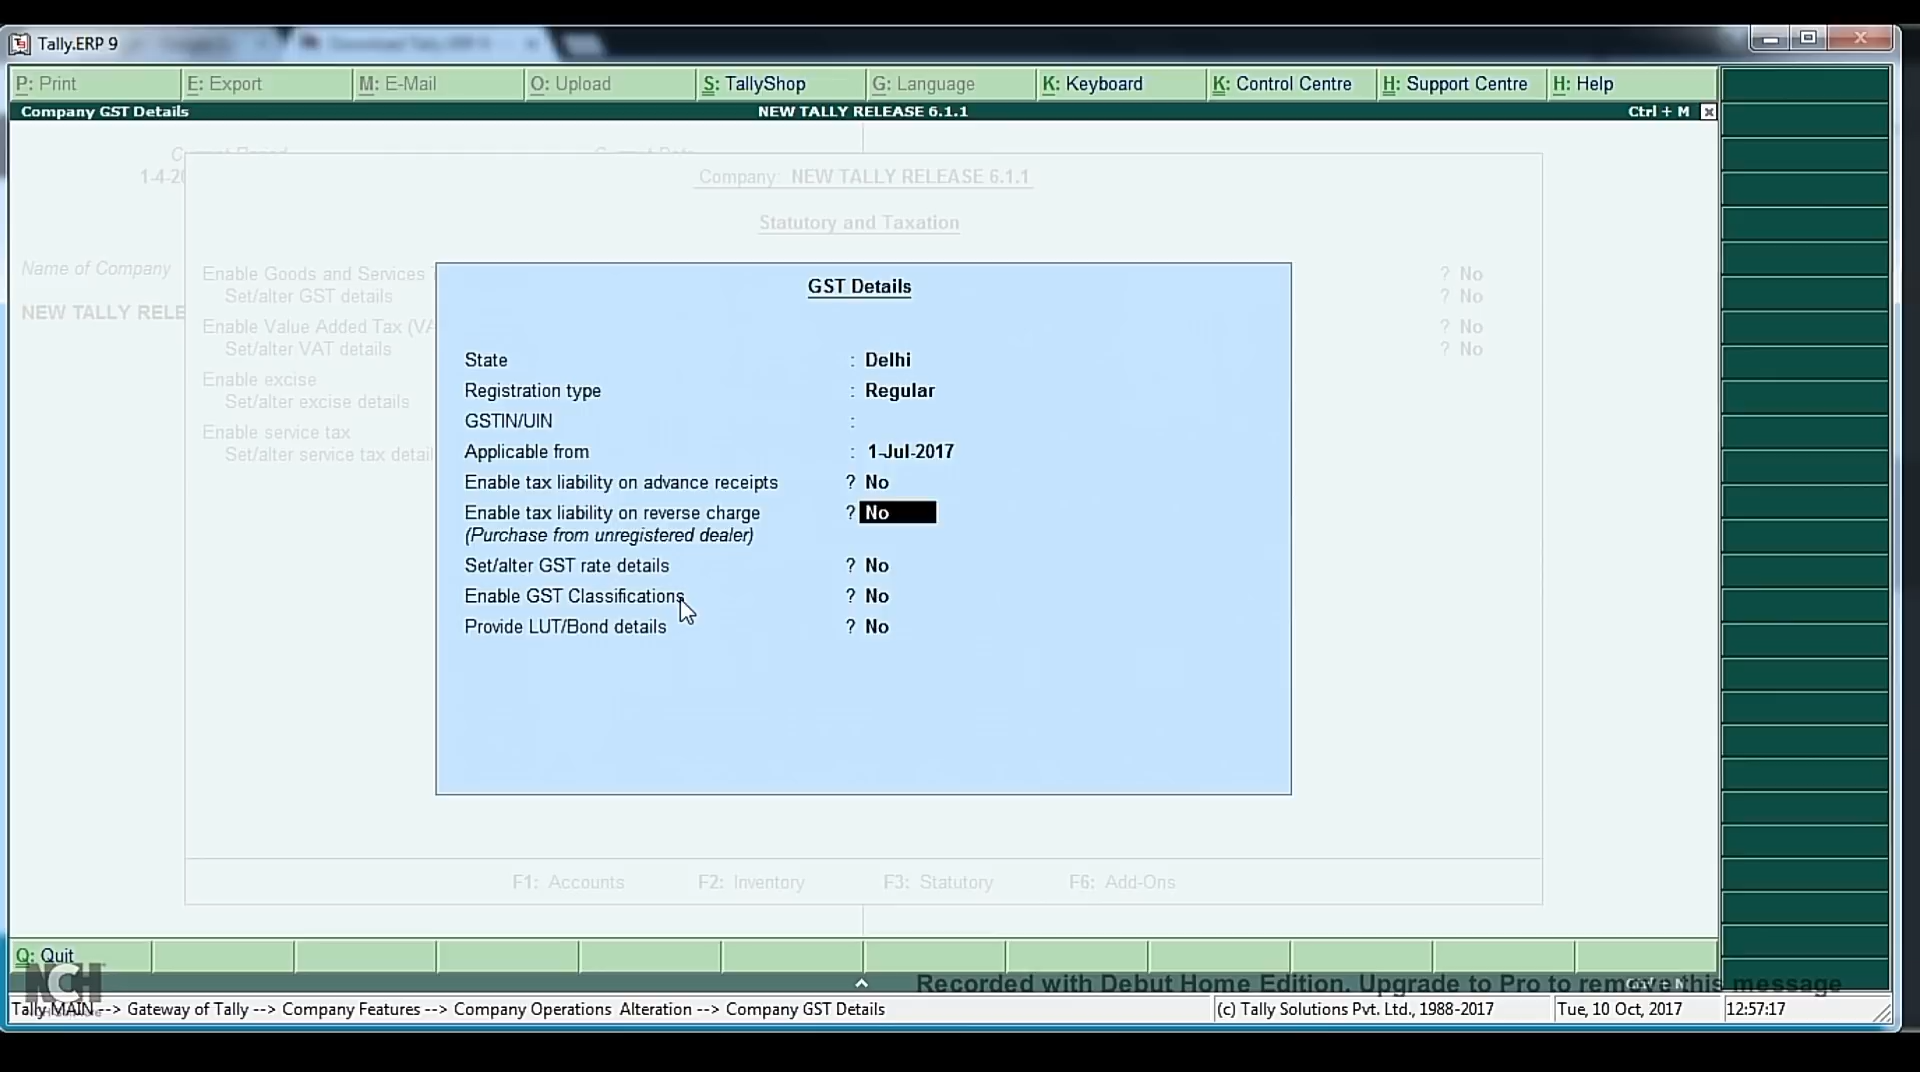 Tally.ERP 9
P: Print E: Export M: E-Mail O: Upload S: TallyShop G: Language K: Keyboard K: Control Centre H: Support Centre H: Help
Company GST Details NEW TALLY RELEASE 6.1.1 Ctrl + M
1-4-20
Company: NEW TALLY RELEASE 6.1.1
Statutory and Taxation
Name of Company
NEW TALLY RELE
Enable Goods and Services ? No
Set/alter GST details ? No
Enable Value Added Tax (VA ? No
Set/alter VAT details ? No
Enable excise
Set/alter excise details
Enable service tax
Set/alter service tax detail
GST Details
State : Delhi
Registration type : Regular
GSTIN/UIN :
Applicable from : 1-Jul-2017
Enable tax liability on advance receipts ? No
Enable tax liability on reverse charge ? No
(Purchase from unregistered dealer)
Set/alter GST rate details ? No
Enable GST Classifications ? No
Provide LUT/Bond details ? No
F1: Accounts F2: Inventory F3: Statutory F6: Add-Ons
Q: Quit
NCH
Recorded with Debut Home Edition. Upgrade to Pro to remove this message
Tally MAIN --> Gateway of Tally --> Company Features --> Company Operations Alteration --> Company GST Details (c) Tally Solutions Pvt. Ltd., 1988-2017 Tue, 10 Oct, 2017 12:57:17